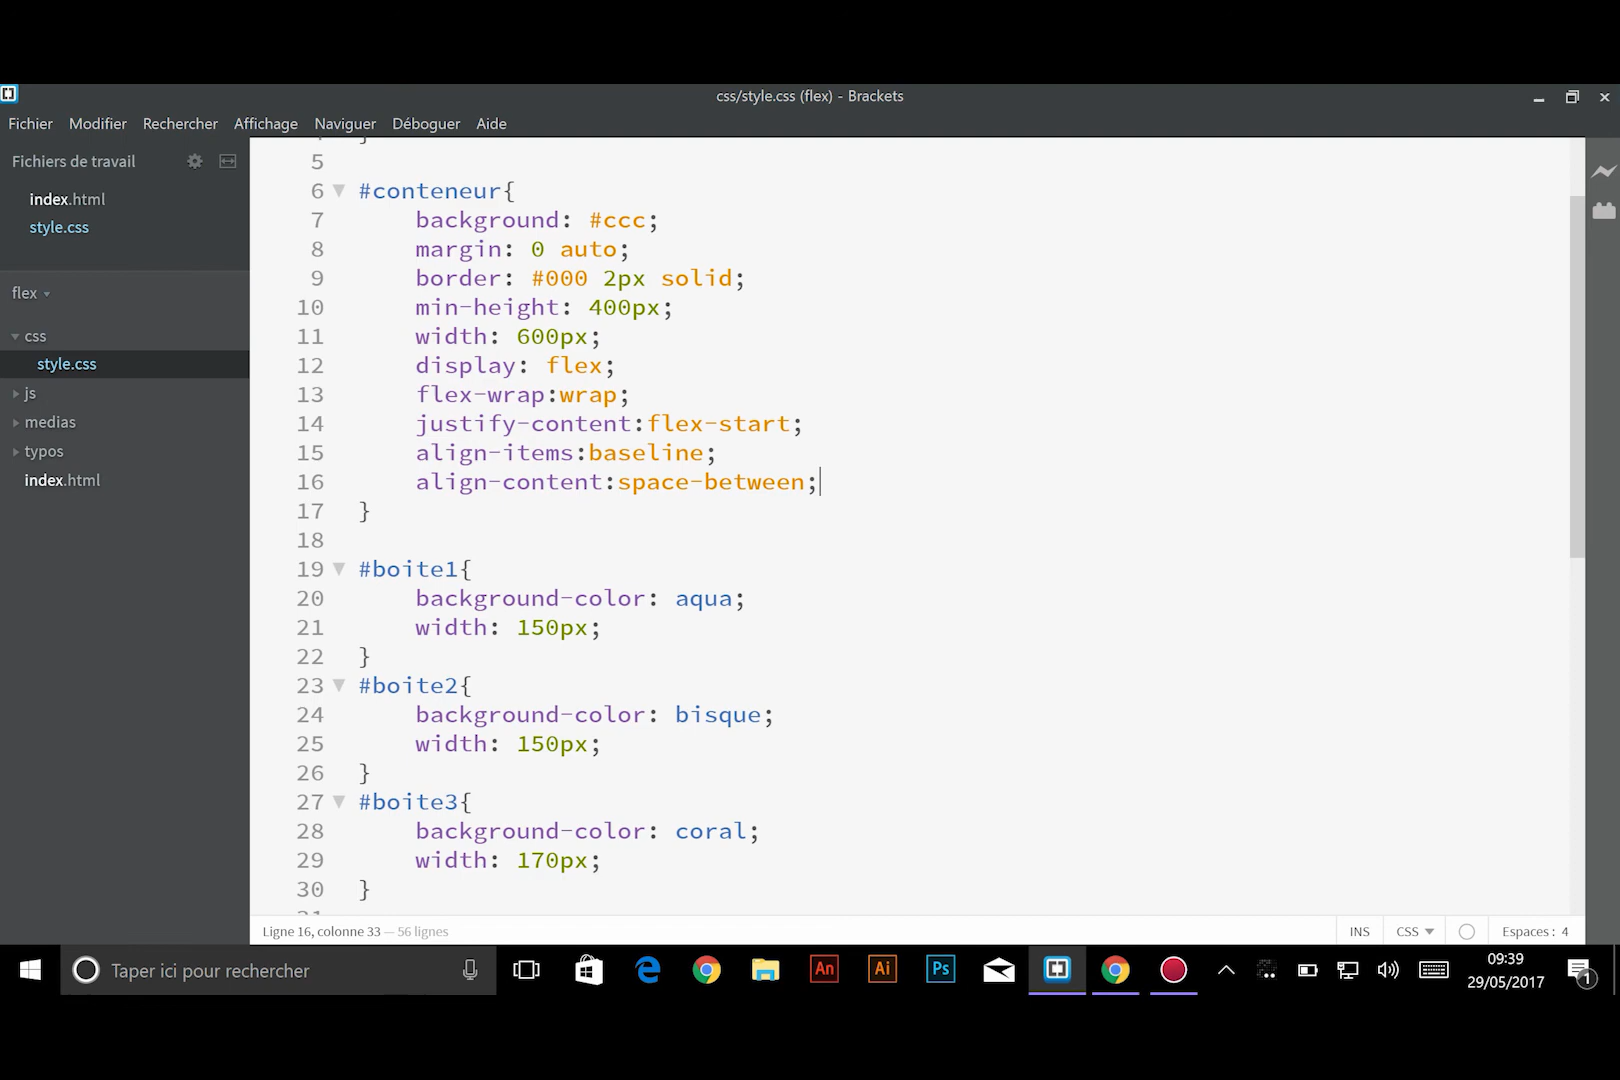 css/style.css (flex) - Brackets
Fichier Modifier Rechercher Affichage Naviguer Déboguer Aide
Fichiers de travail
index.html
style.css
flex
css
style.css
js
medias
typos
index.html
5
6 #conteneur{
7 background: #ccc;
8 margin: 0 auto;
9 border: #000 2px solid;
10 min-height: 400px;
11 width: 600px;
12 display: flex;
13 flex-wrap:wrap;
14 justify-content:flex-start;
15 align-items:baseline;
16 align-content:space-between;
17 }
18
19 #boite1{
20 background-color: aqua;
21 width: 150px;
22 }
23 #boite2{
24 background-color: bisque;
25 width: 150px;
26 }
27 #boite3{
28 background-color: coral;
29 width: 170px;
30 }
Ligne 16, colonne 33 — 56 lignes
INS CSS Espaces : 4
Taper ici pour rechercher
An Ai Ps
09:39
29/05/2017
1